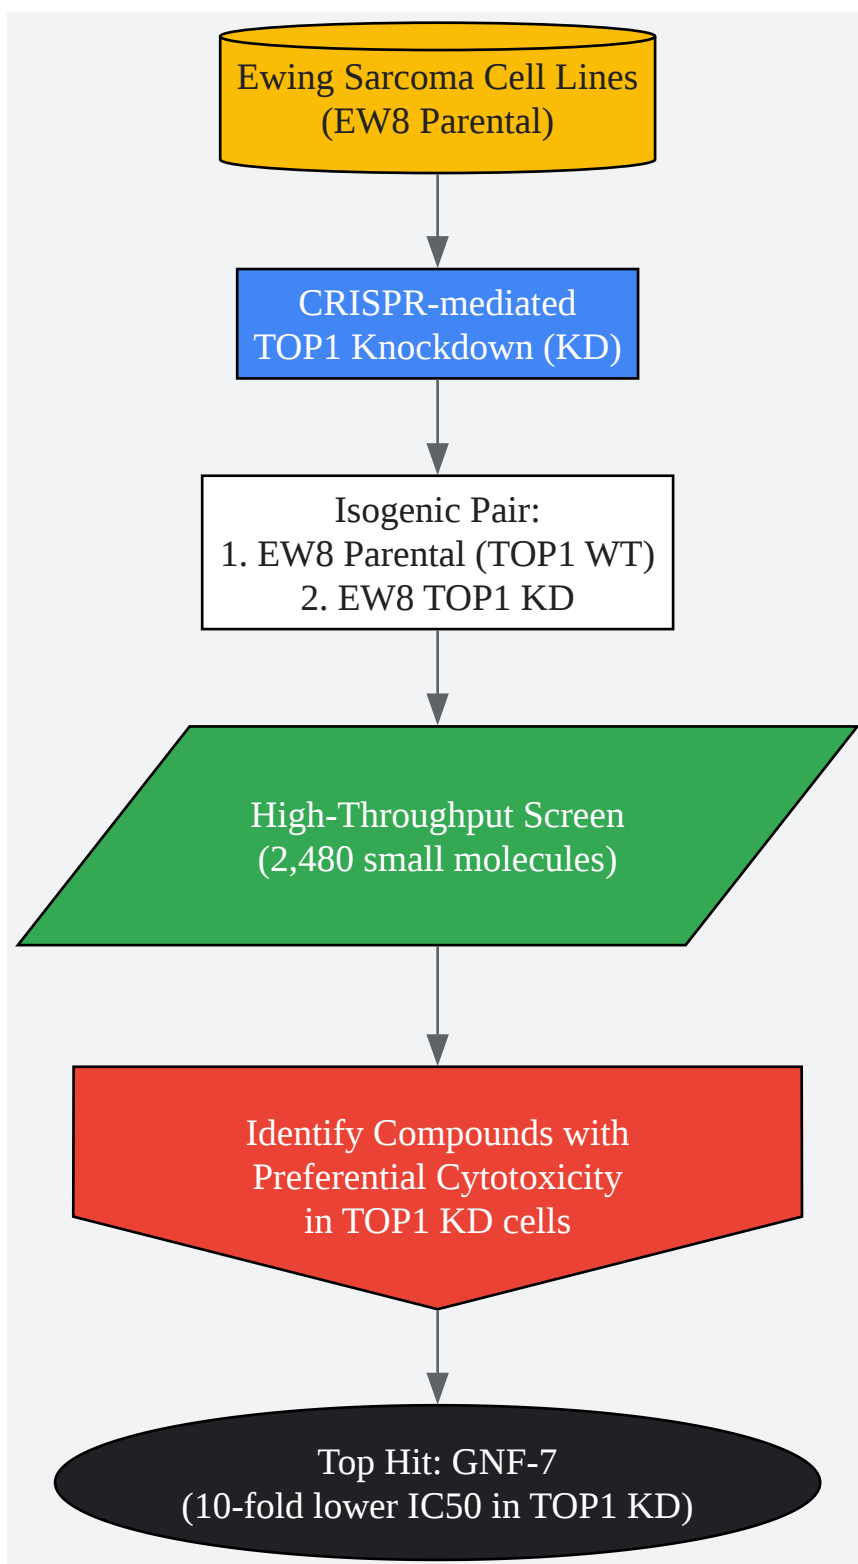 Ewing Sarcoma Cell Lines
(EW8 Parental)
CRISPR-mediated
TOP1 Knockdown (KD)
Isogenic Pair:
1. EW8 Parental (TOP1 WT)
2. EW8 TOP1 KD
High-Throughput Screen
(2,480 small molecules)
Identify Compounds with
Preferential Cytotoxicity
in TOP1 KD cells
Top Hit: GNF-7
(10-fold lower IC50 in TOP1 KD)